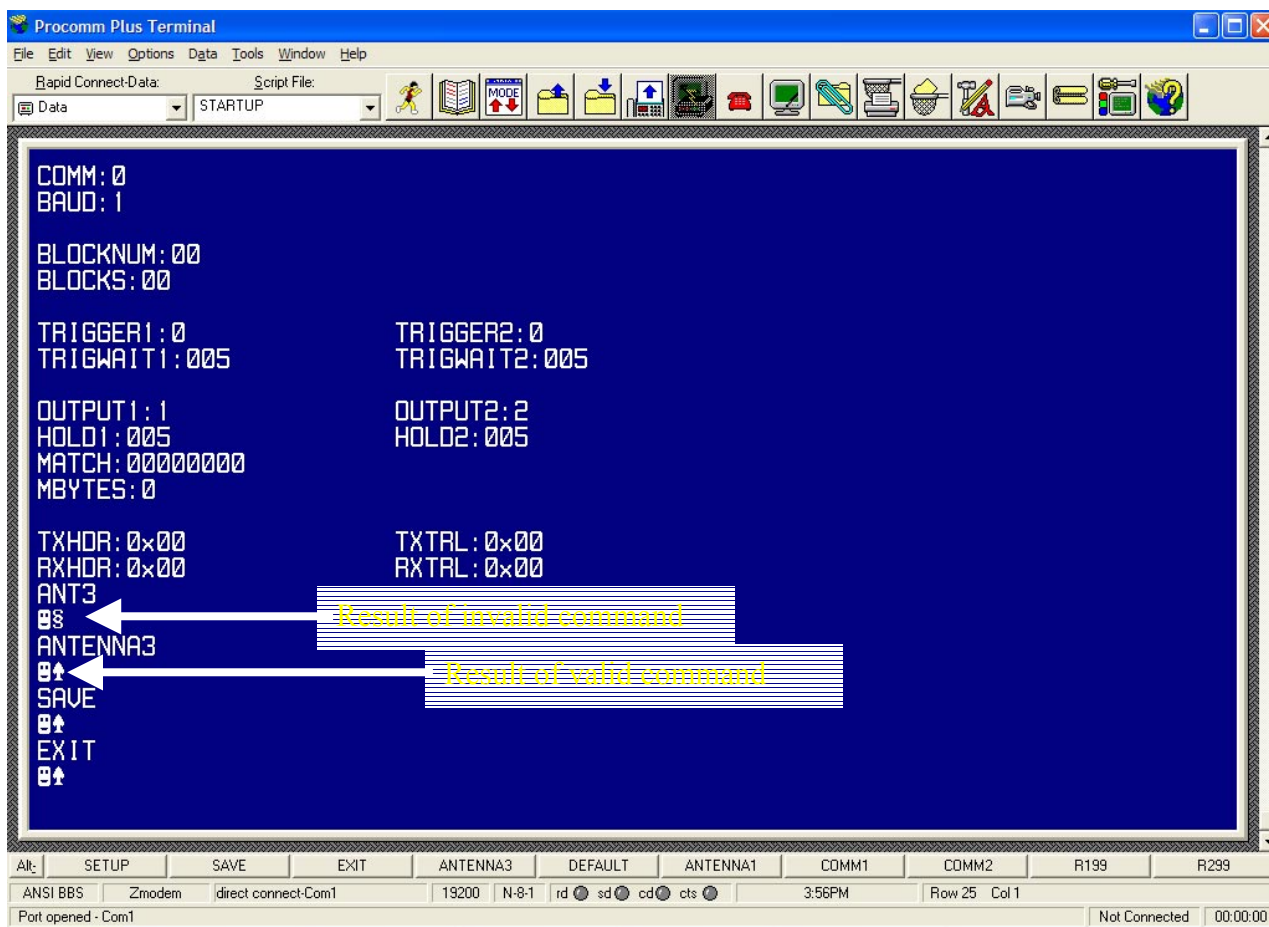 Procomm Plus Terminal
File Edit View Options Data Tools Window Help
Rapid Connect-Data: Script File:
Data STARTUP MODE
COMM:0
BAUD:1
BLOCKNUM:00
BLOCKS:00
TRIGGER1:0 TRIGGER2:0
TRIGWAIT1:005 TRIGWAIT2:005
OUTPUT1:1 OUTPUT2:2
HOLD1:005 HOLD2:005
MATCH:00000000
MBYTES:0
TXHDR:0x00 TXTRL:0x00
RXHDR:0x00 RXTRL:0x00
ANT3
☻§ Result of invalid command
ANTENNA3
☻♠ Result of valid command
SAVE
☻♠
EXIT
☻♠
Alt: SETUP SAVE EXIT ANTENNA3 DEFAULT ANTENNA1 COMM1 COMM2 R199 R299
ANSI BBS Zmodem direct connect-Com1 19200 N-8-1 rd sd cd cts 3:56PM Row 25 Col 1
Port opened - Com1 Not Connected 00:00:00